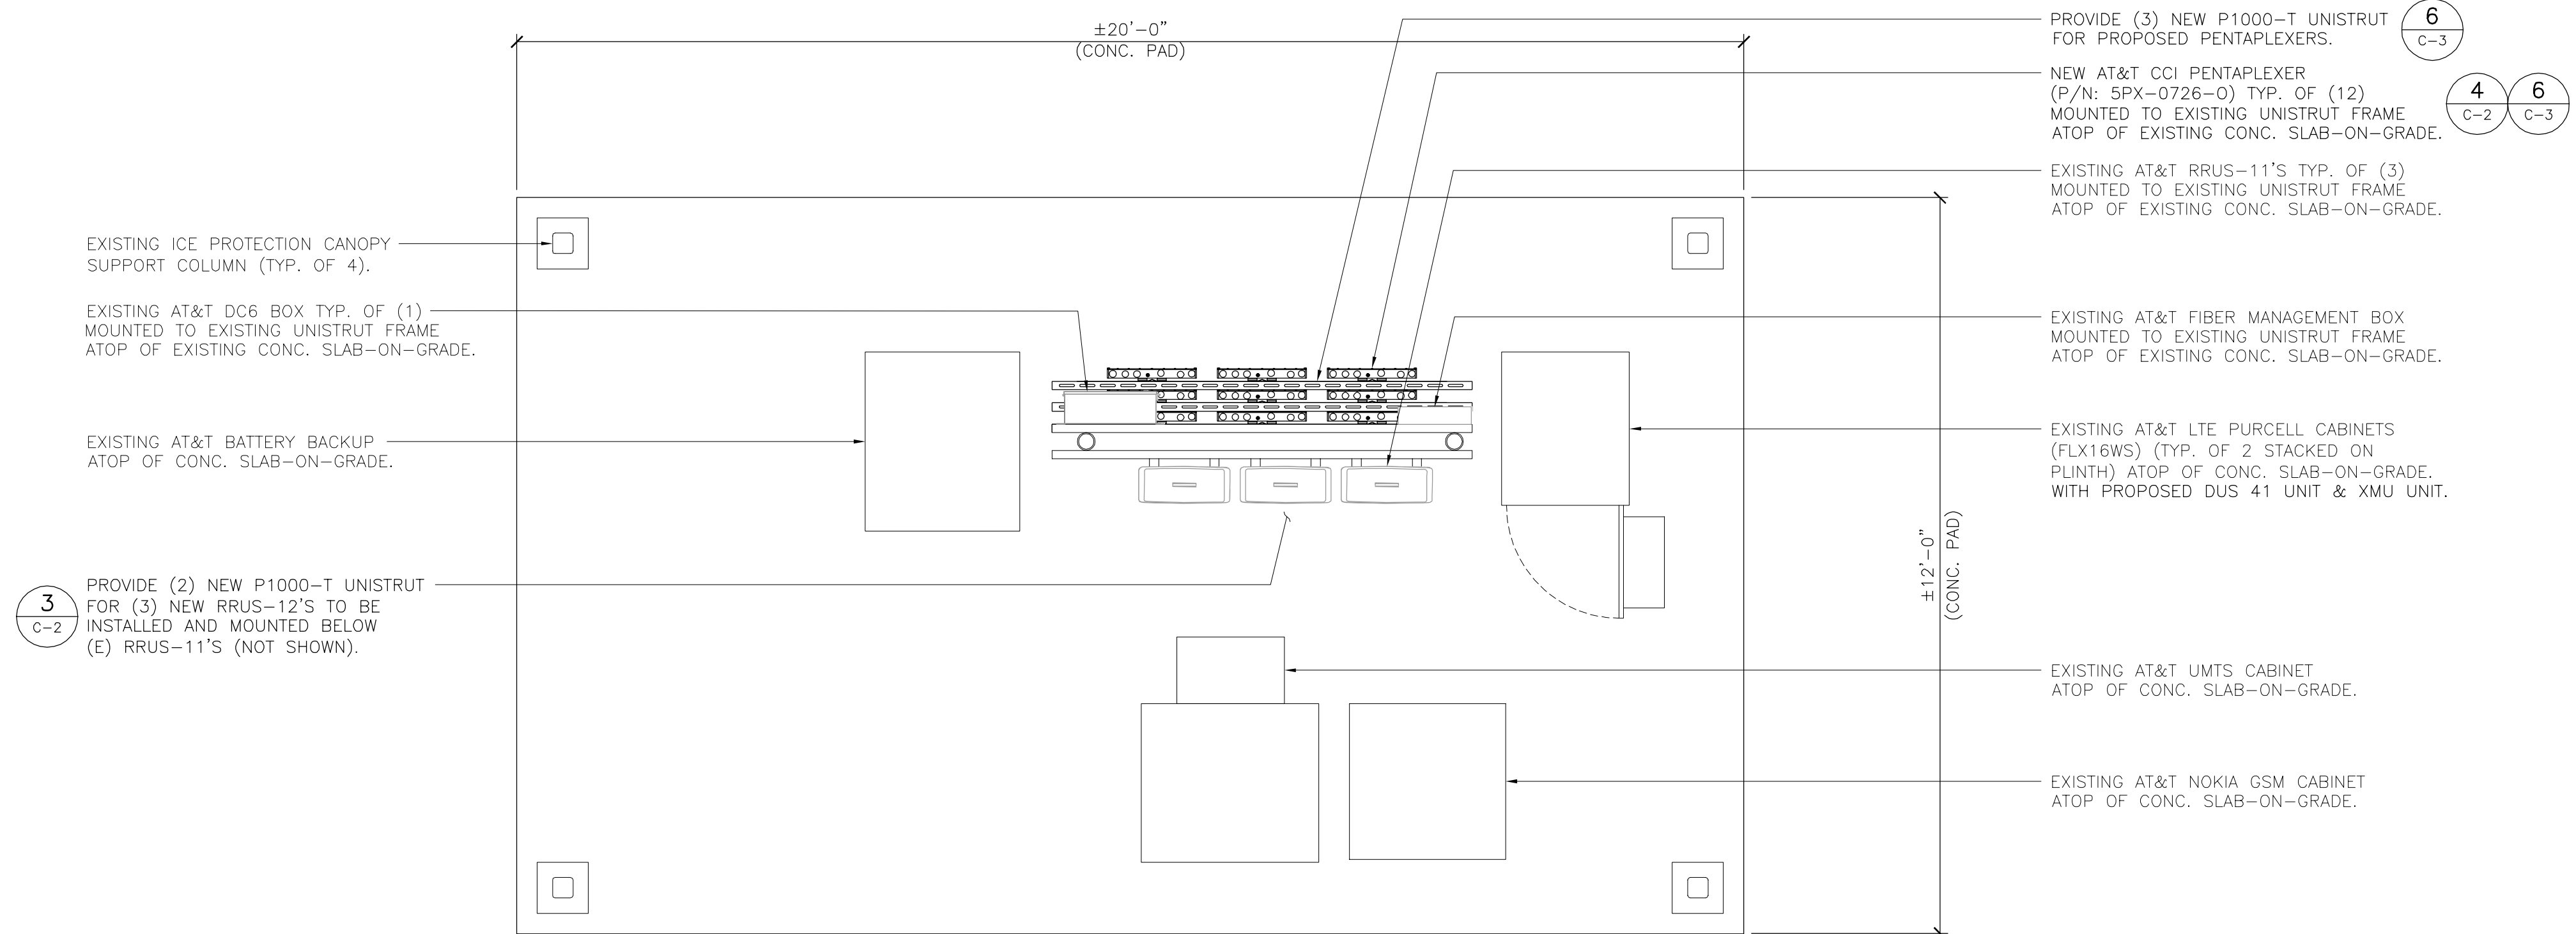 ±20'-0"
(CONC. PAD)
PROVIDE (3) NEW P1000-T UNISTRUT
FOR PROPOSED PENTAPLEXERS.
6
C-3
NEW AT&T CCI PENTAPLEXER
(P/N: 5PX-0726-O) TYP. OF (12)
MOUNTED TO EXISTING UNISTRUT FRAME
ATOP OF EXISTING CONC. SLAB-ON-GRADE.
4
C-2
6
C-3
EXISTING AT&T RRUS-11'S TYP. OF (3)
MOUNTED TO EXISTING UNISTRUT FRAME
ATOP OF EXISTING CONC. SLAB-ON-GRADE.
EXISTING ICE PROTECTION CANOPY
SUPPORT COLUMN (TYP. OF 4).
EXISTING AT&T DC6 BOX TYP. OF (1)
MOUNTED TO EXISTING UNISTRUT FRAME
ATOP OF EXISTING CONC. SLAB-ON-GRADE.
EXISTING AT&T FIBER MANAGEMENT BOX
MOUNTED TO EXISTING UNISTRUT FRAME
ATOP OF EXISTING CONC. SLAB-ON-GRADE.
EXISTING AT&T BATTERY BACKUP
ATOP OF CONC. SLAB-ON-GRADE.
EXISTING AT&T LTE PURCELL CABINETS
(FLX16WS) (TYP. OF 2 STACKED ON
PLINTH) ATOP OF CONC. SLAB-ON-GRADE.
WITH PROPOSED DUS 41 UNIT & XMU UNIT.
±12'-0"
(CONC. PAD)
3
C-2
PROVIDE (2) NEW P1000-T UNISTRUT
FOR (3) NEW RRUS-12'S TO BE
INSTALLED AND MOUNTED BELOW
(E) RRUS-11'S (NOT SHOWN).
EXISTING AT&T UMTS CABINET
ATOP OF CONC. SLAB-ON-GRADE.
EXISTING AT&T NOKIA GSM CABINET
ATOP OF CONC. SLAB-ON-GRADE.